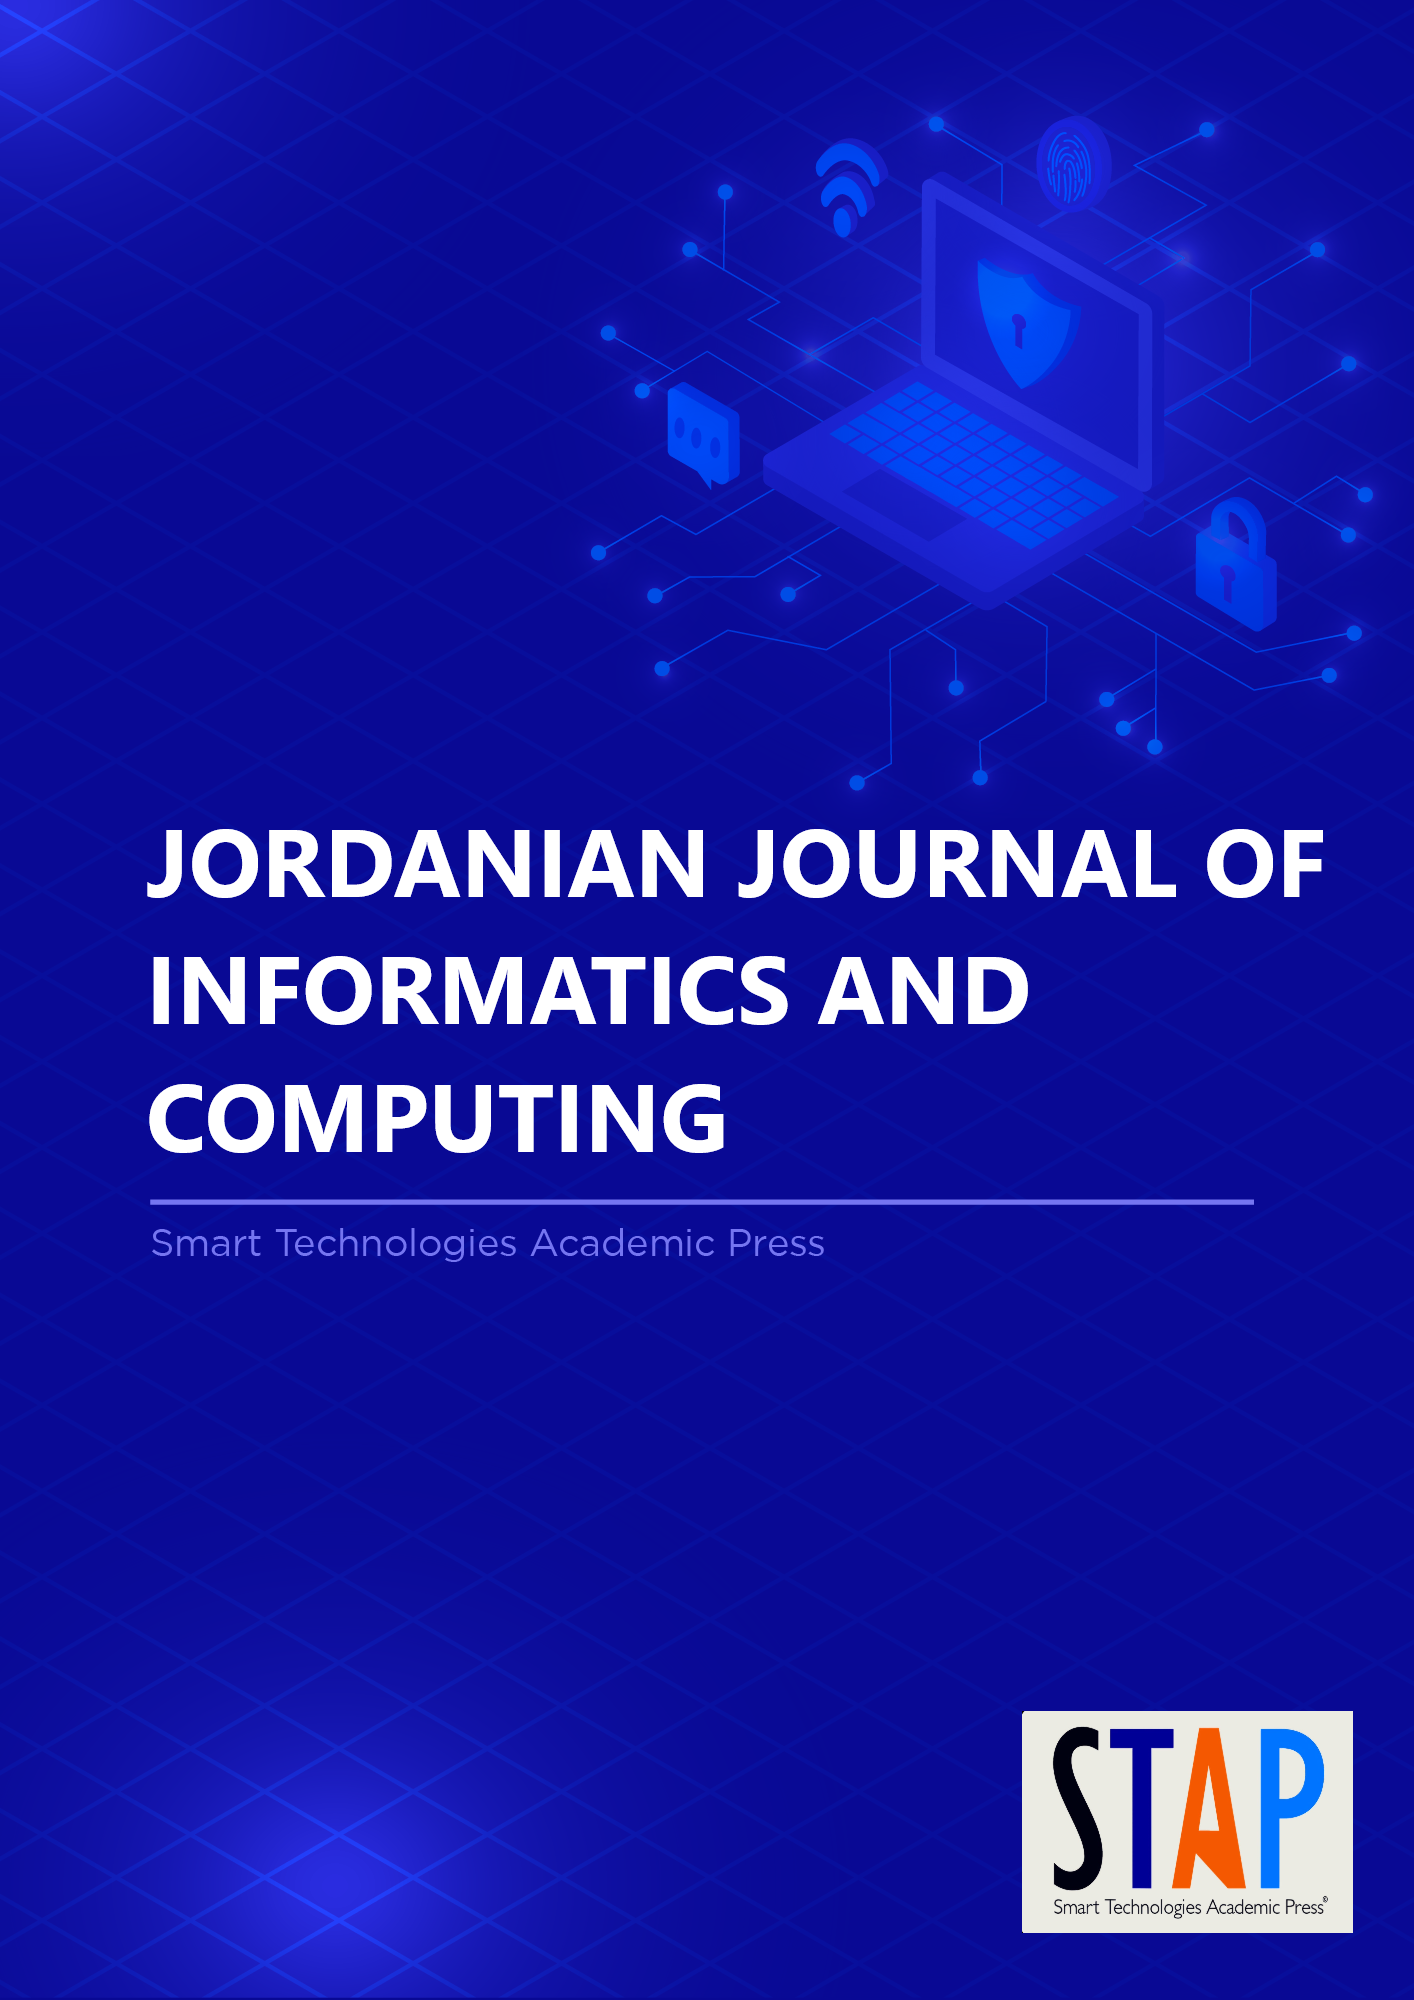 JORDANIAN JOURNAL OF
INFORMATICS AND
COMPUTING
Smart Technologies Academic Press
STAP
Smart Technologies Academic Press®